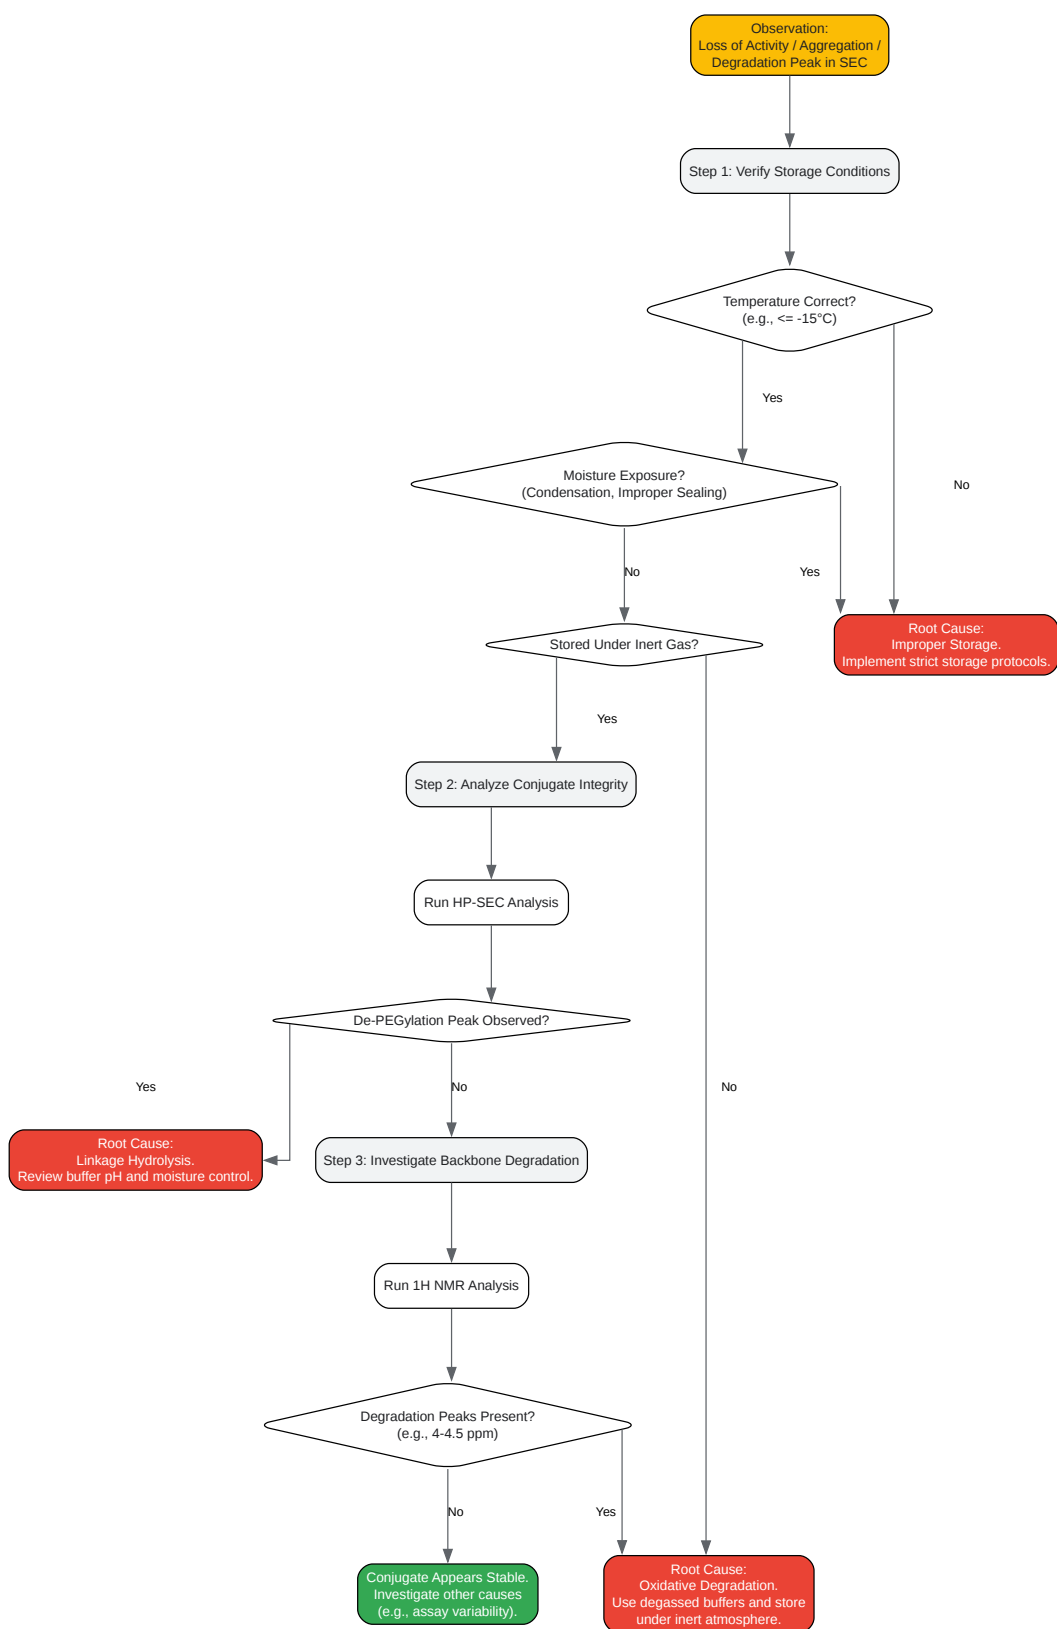 Observation:
Loss of Activity / Aggregation /
Degradation Peak in SEC
Step 1: Verify Storage Conditions
Temperature Correct?
(e.g., <= -15°C)
Yes
No
Moisture Exposure?
(Condensation, Improper Sealing)
No
Yes
Root Cause:
Improper Storage.
Implement strict storage protocols.
Stored Under Inert Gas?
Yes
No
Step 2: Analyze Conjugate Integrity
Run HP-SEC Analysis
De-PEGylation Peak Observed?
Yes
No
Root Cause:
Linkage Hydrolysis.
Review buffer pH and moisture control.
Step 3: Investigate Backbone Degradation
Run 1H NMR Analysis
Degradation Peaks Present?
(e.g., 4-4.5 ppm)
No
Yes
Conjugate Appears Stable.
Investigate other causes
(e.g., assay variability).
Root Cause:
Oxidative Degradation.
Use degassed buffers and store
under inert atmosphere.